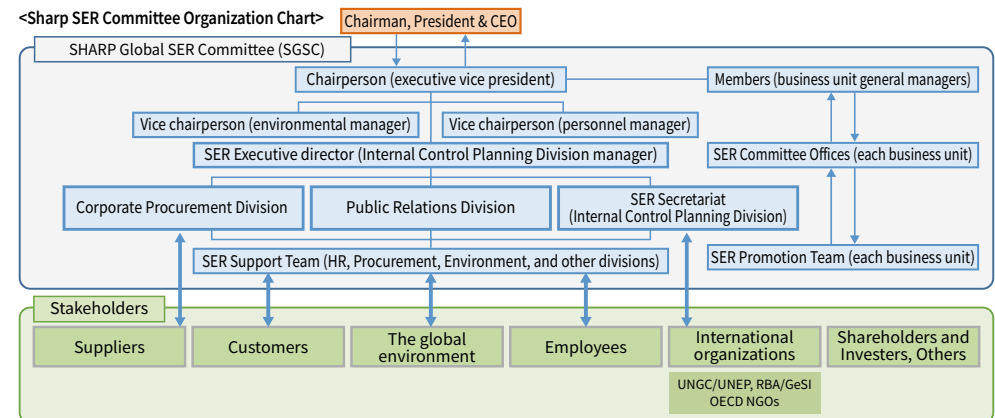 <Sharp SER Committee Organization Chart>
Chairman, President & CEO
SHARP Global SER Committee (SGSC)
Chairperson (executive vice president)
Members (business unit general managers)
Vice chairperson (environmental manager)
Vice chairperson (personnel manager)
SER Executive director (Internal Control Planning Division manager)
SER Committee Offices (each business unit)
Corporate Procurement Division
Public Relations Division
SER Secretariat
(Internal Control Planning Division)
SER Support Team (HR, Procurement, Environment, and other divisions)
SER Promotion Team (each business unit)
Stakeholders
Suppliers
Customers
The global
environment
Employees
International
organizations
Shareholders and
Investers, Others
UNGC/UNEP, RBA/GeSI
OECD NGOs